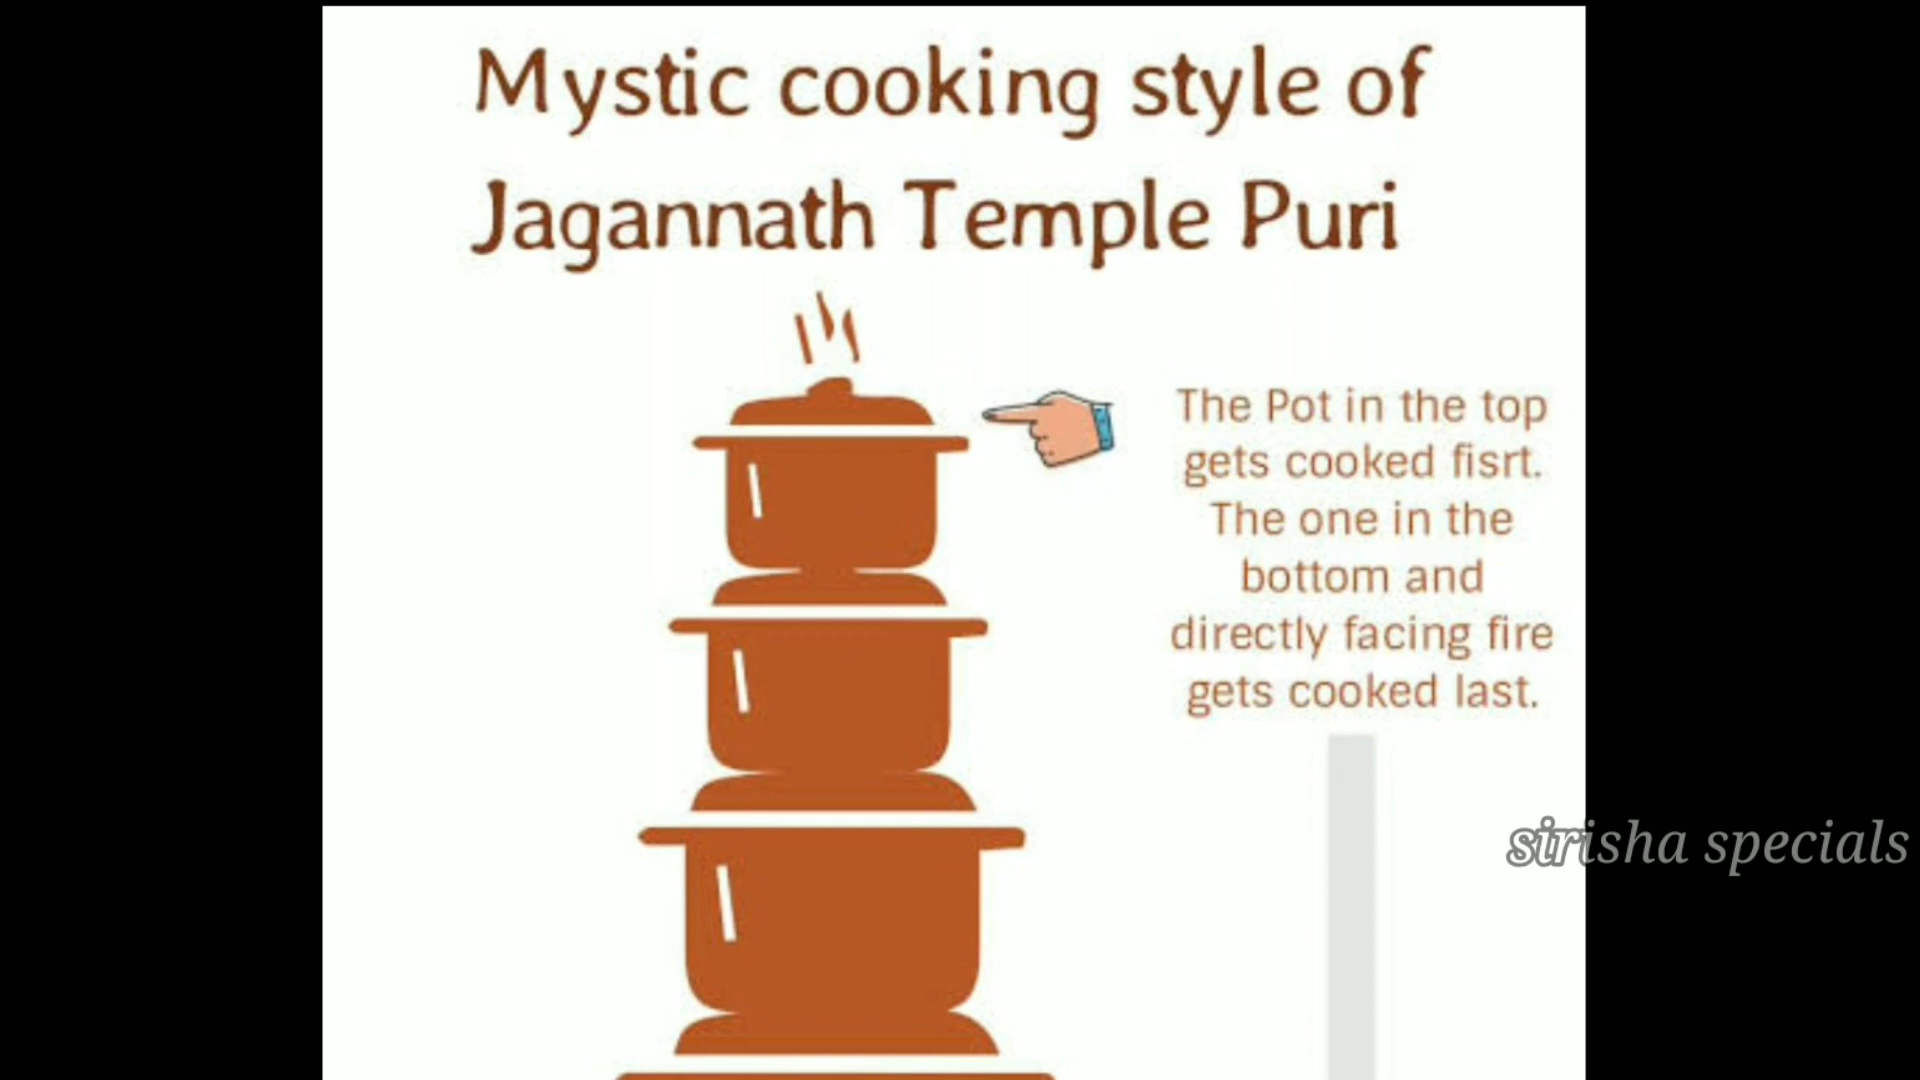 Mystic cooking style of
Jagannath Temple Puri
The Pot in the top
gets cooked fisrt.
The one in the
bottom and
directly facing fire
gets cooked last.
sirisha specials